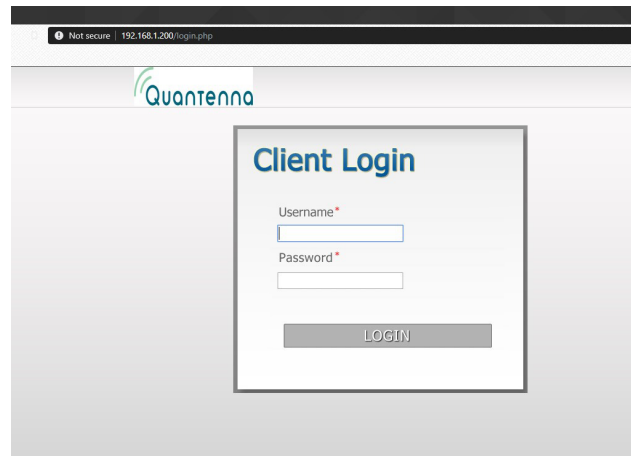 Not secure | 192.168.1.200/login.php
Quantenna
Client Login
Username*
Password*
LOGIN